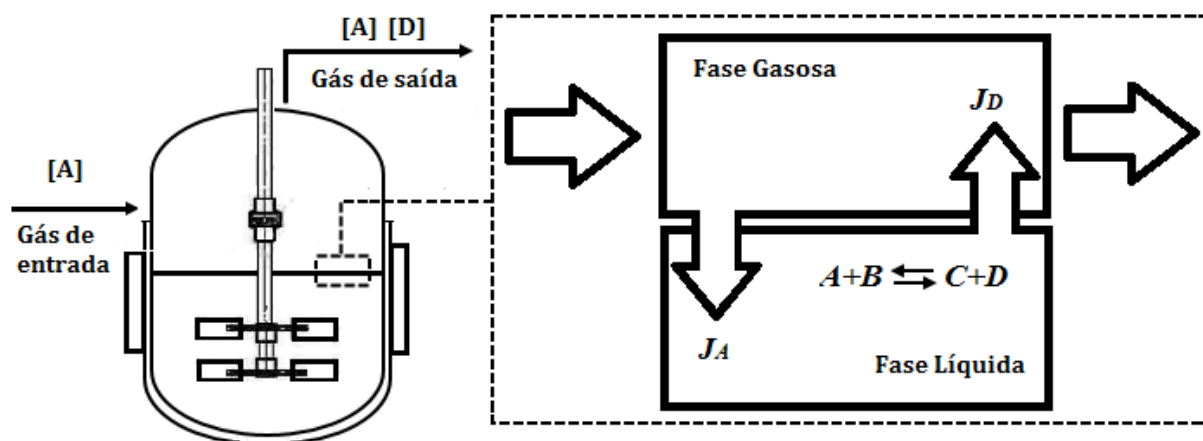 [A] [D]
Gás de saída
[A]
Gás de
entrada
Fase Gasosa
JD
A+B ⇄ C+D
JA
Fase Líquida